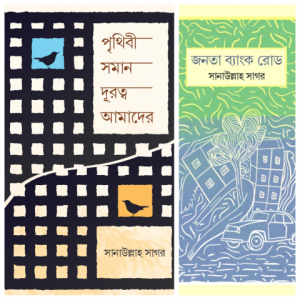 পৃথিবী
সমান
দূরত্ব
আমাদের
সানাউল্লাহ সাগর
জনতা ব্যাংক রোড
সানাউল্লাহ সাগর